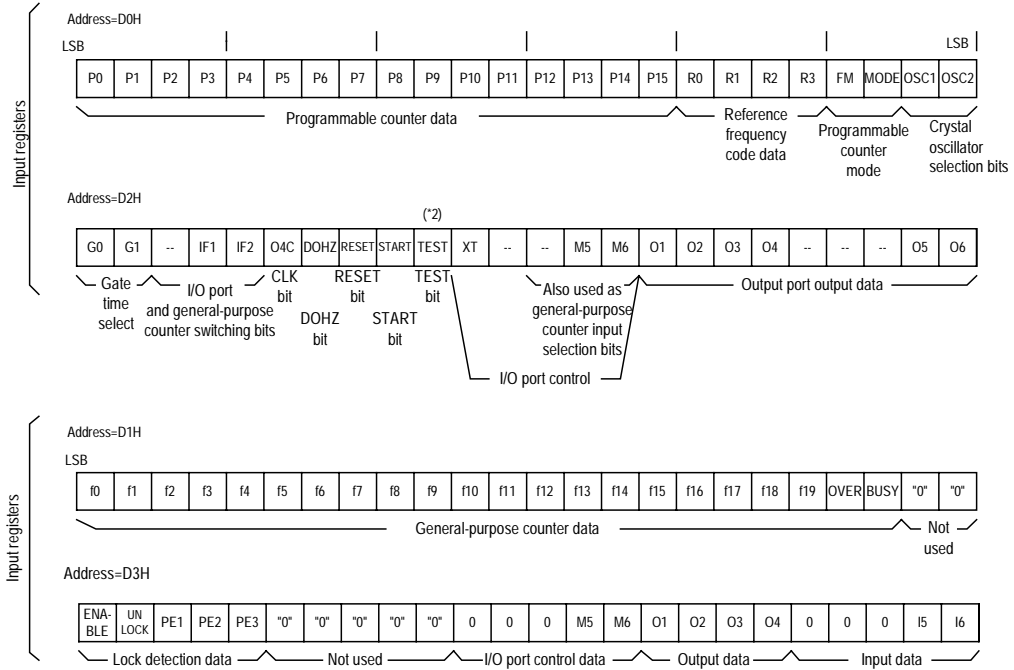 Address=D0H
LSB LSB
P0 P1 P2 P3 P4 P5 P6 P7 P8 P9 P10 P11 P12 P13 P14 P15 R0 R1 R2 R3 FM MODE OSC1 OSC2
Programmable counter data
Reference
frequency
code data
Programmable
counter
mode
Crystal
oscillator
selection bits
Input registers
Address=D2H
(*2)
G0 G1 -- IF1 IF2 O4C DOHZ RESET START TEST XT -- -- M5 M6 O1 O2 O3 O4 -- -- -- O5 O6
Gate
time
select
I/O port
and general-purpose
counter switching bits
CLK
bit
DOHZ
bit
RESET
bit
START
bit
TEST
bit
Also used as
general-purpose
counter input
selection bits
Output port output data
I/O port control
Address=D1H
LSB
f0 f1 f2 f3 f4 f5 f6 f7 f8 f9 f10 f11 f12 f13 f14 f15 f16 f17 f18 f19 OVER BUSY "0" "0"
General-purpose counter data
Not
used
Input registers
Address=D3H
ENA-
BLE
UN
LOCK
PE1 PE2 PE3 "0" "0" "0" "0" "0" 0 0 0 M5 M6 O1 O2 O3 O4 0 0 0 I5 I6
Lock detection data Not used I/O port control data Output data Input data